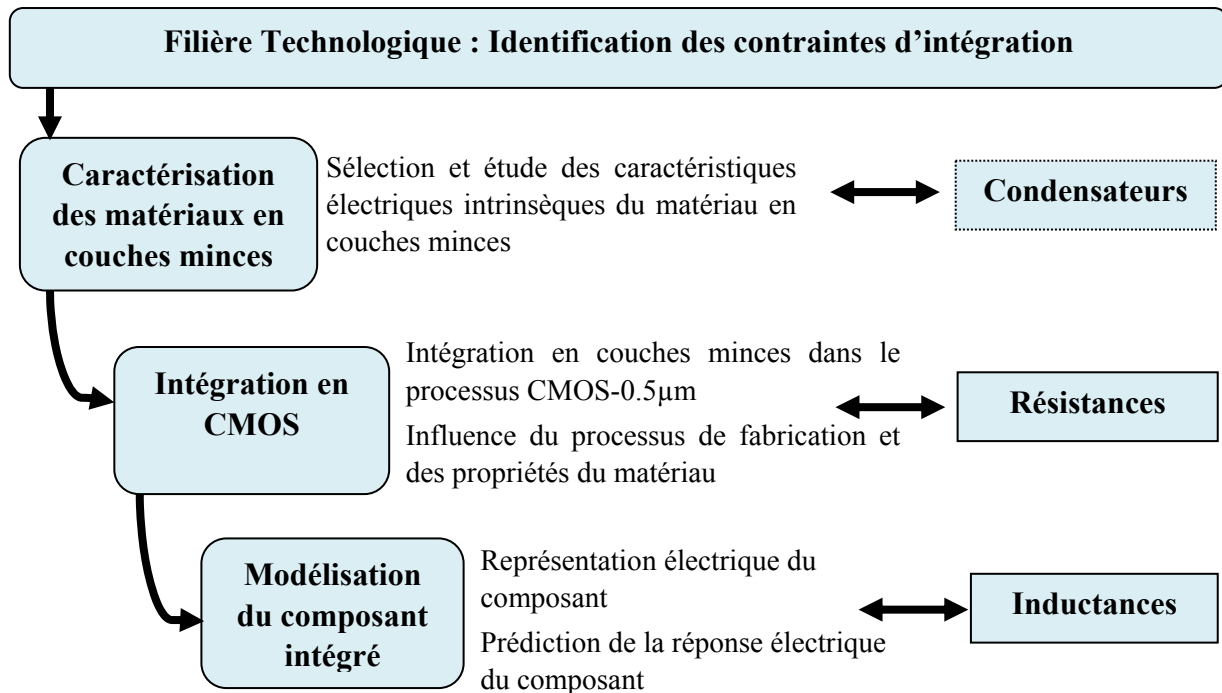 Filière Technologique : Identification des contraintes d’intégration
Caractérisation
des matériaux en
couches minces
Sélection et étude des caractéristiques
électriques intrinsèques du matériau en
couches minces
Condensateurs
Intégration en
CMOS
Intégration en couches minces dans le
processus CMOS-0.5µm
Influence du processus de fabrication et
des propriétés du matériau
Résistances
Modélisation
du composant
intégré
Représentation électrique du
composant
Prédiction de la réponse électrique
du composant
Inductances